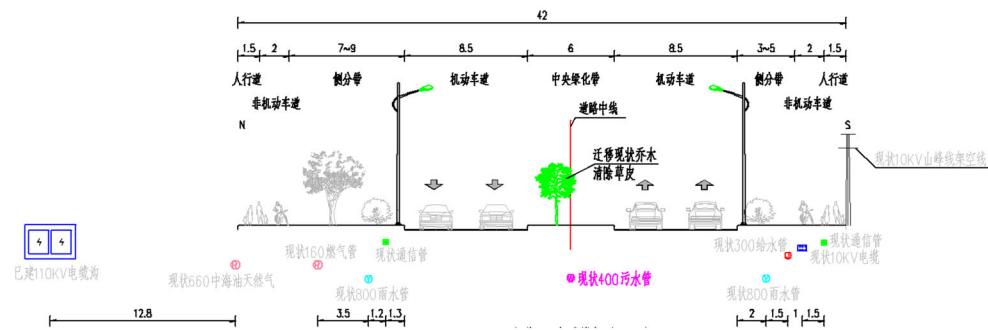 42
1.5 2 7~9 8.5 6 8.5 3~5 2 1.5
人行道 侧分带 机动车道 中央绿化带 机动车道 侧分带 人行道
非机动车道 非机动车道
道路中线
N S
迁移现状乔木
清除草皮
现状10KV山峰线架空线
现状160燃气管 现状通信管 现状300给水管 现状通信管
现状10KV电缆
已建110KV电缆沟 现状660中海油天然气 现状800雨水管 现状400污水管 现状800雨水管
12.8 3.5 1.2 1.3 2 1.5 1 1.5